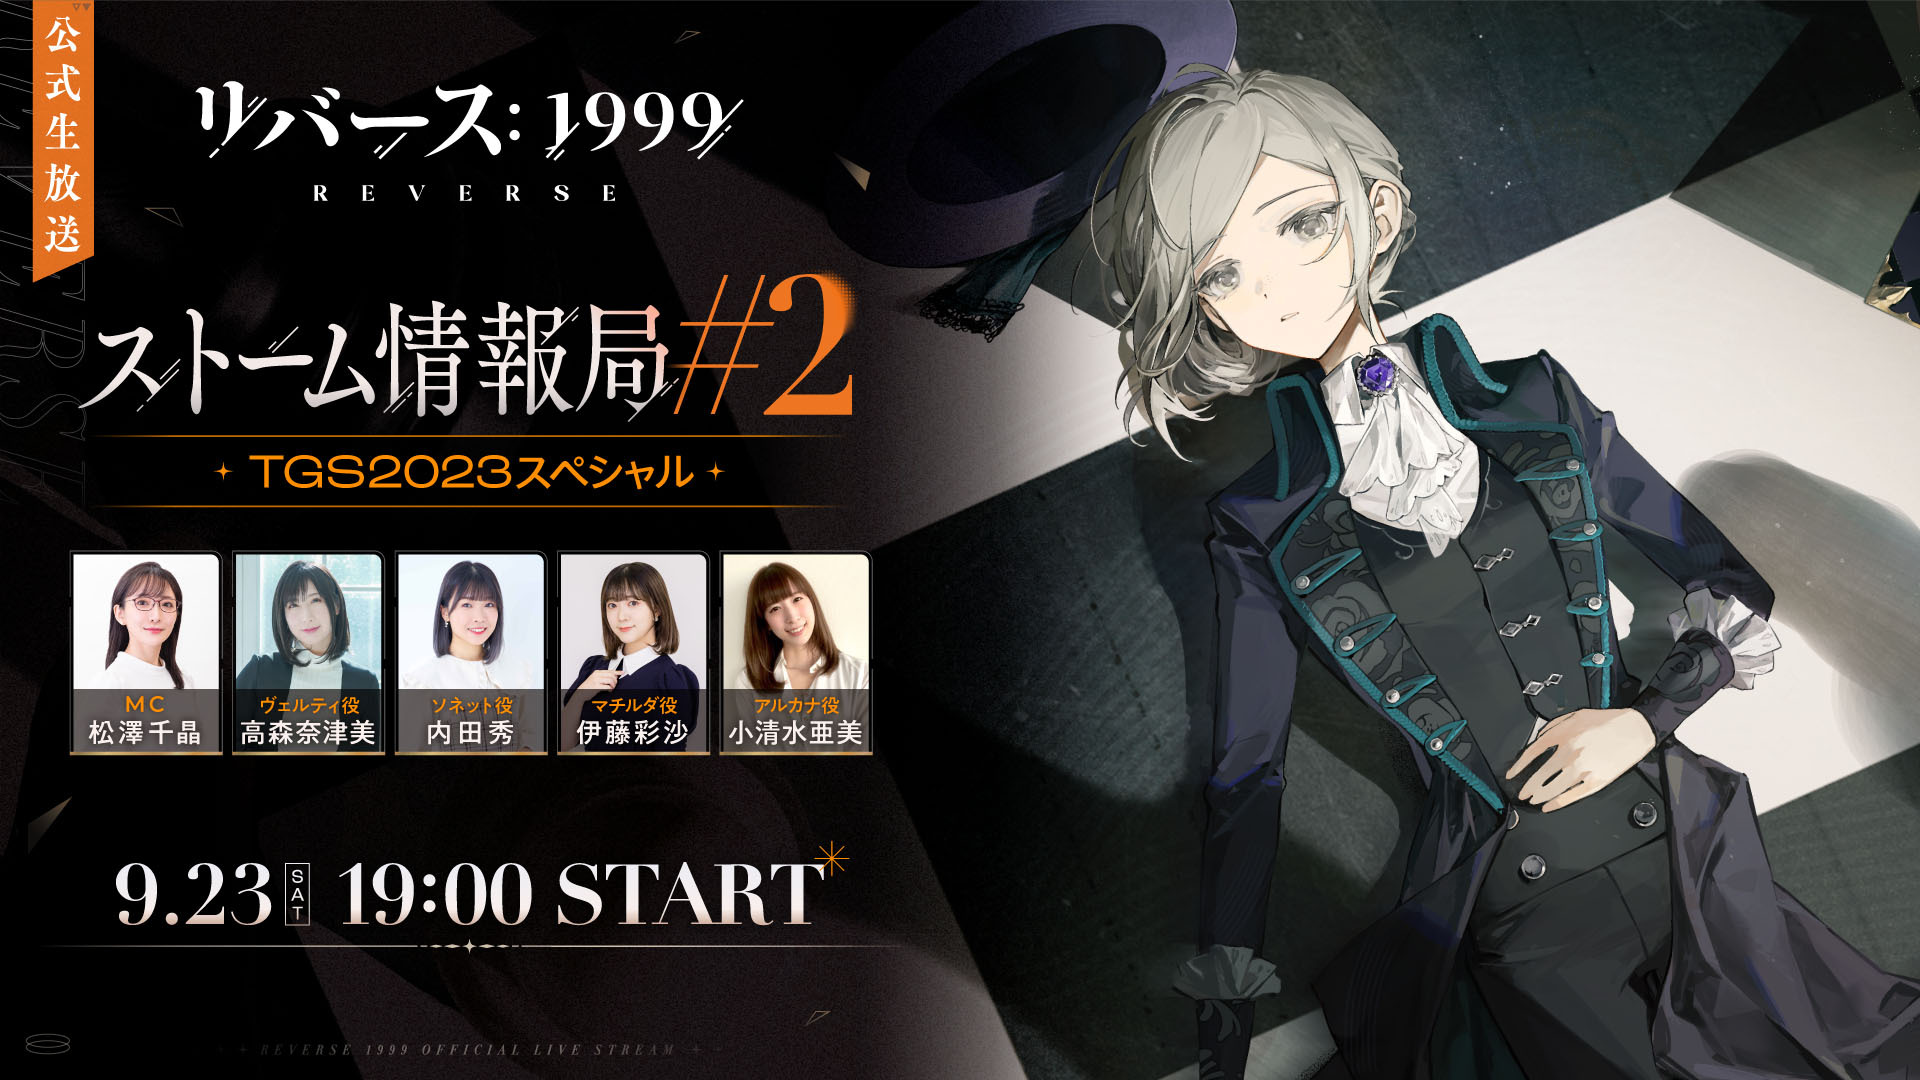 公式生放送
リバース:1999
REVERSE
ストーム情報局#2
TGS2023スペシャル
MC
松澤千晶
ヴェルティ役
高森奈津美
ソネット役
内田秀
マチルダ役
伊藤彩沙
アルカナ役
小清水亜美
9.23 SAT 19:00 START
REVERSE 1999 OFFICIAL LIVE STREAM